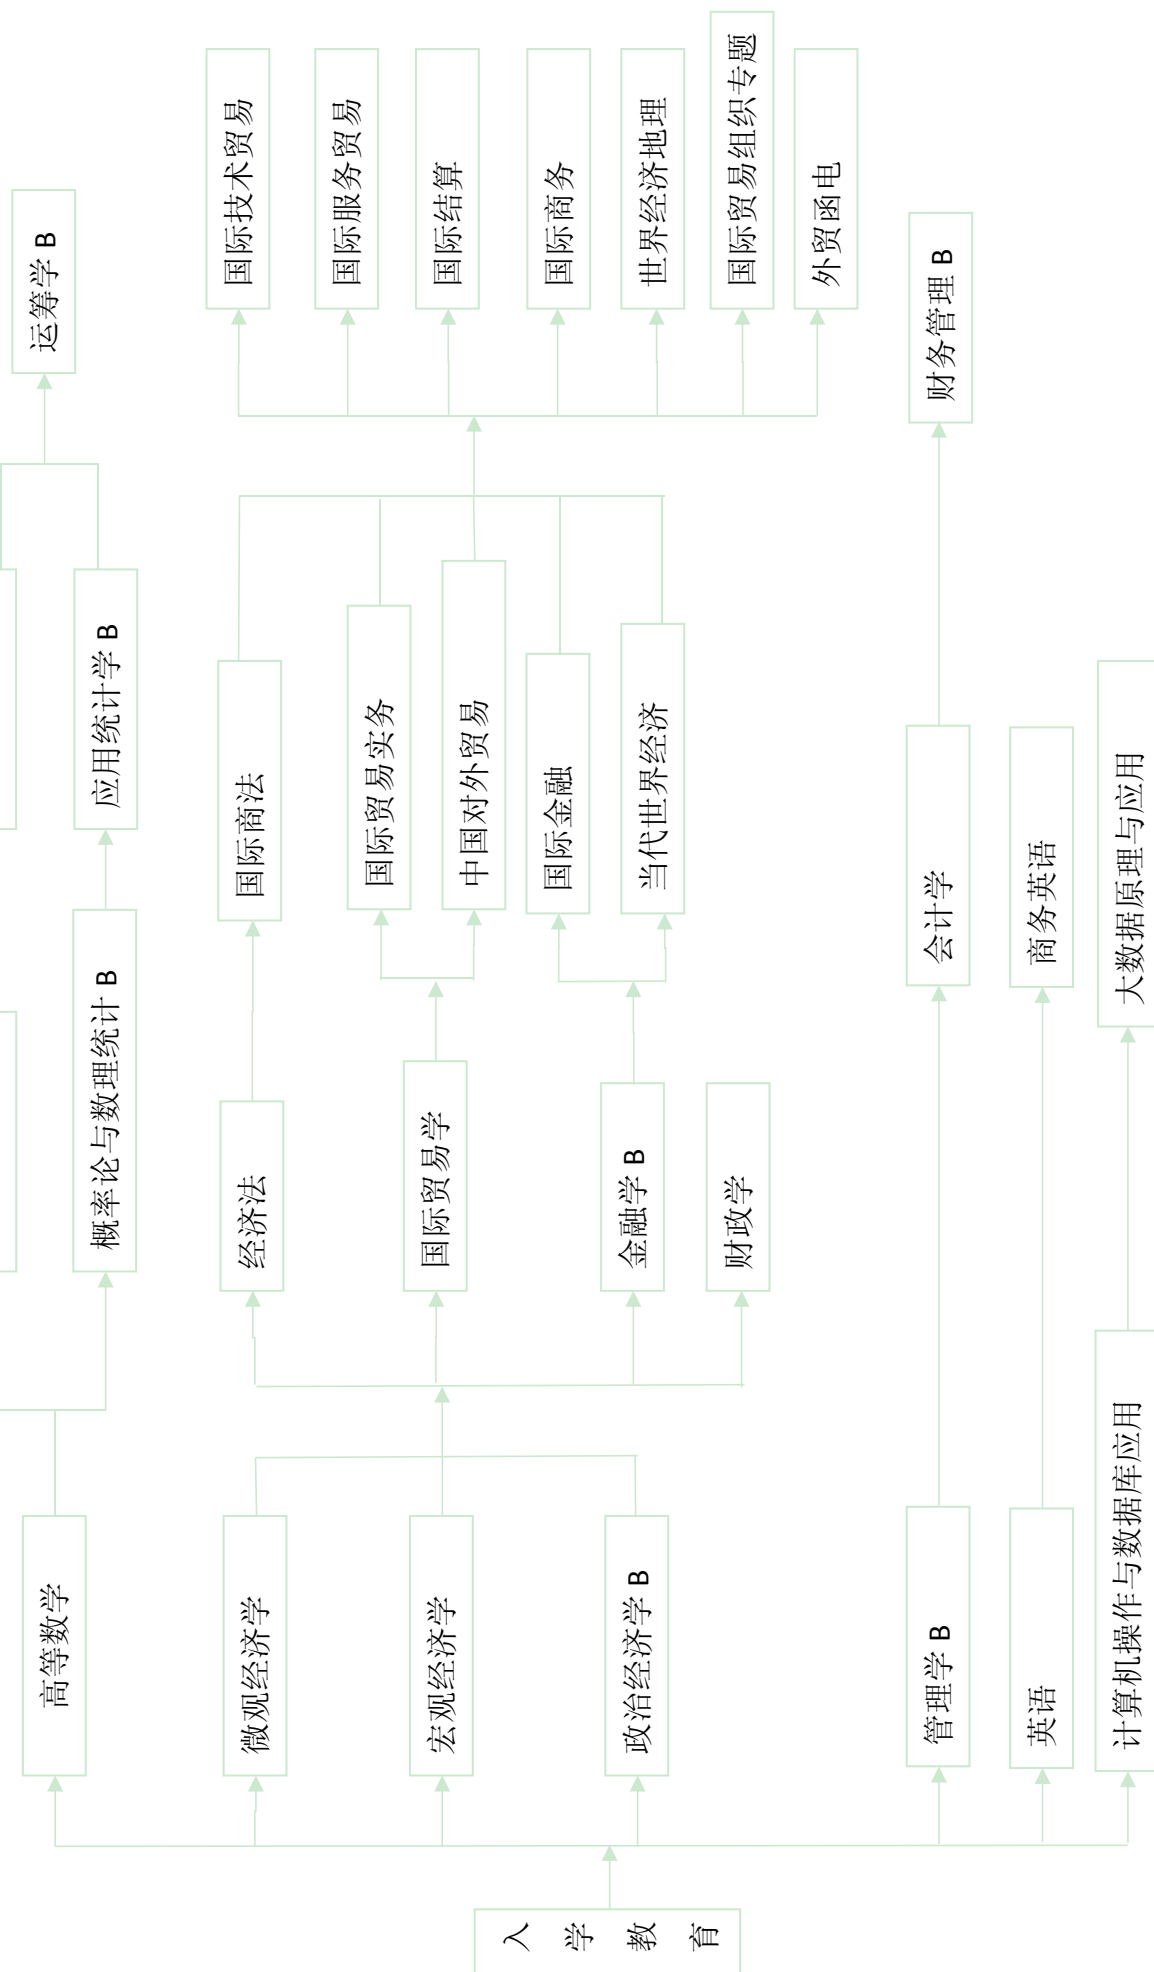 入学教育
高等数学
微观经济学
宏观经济学
政治经济学 B
管理学 B
英语
计算机操作与数据库应用
概率论与数理统计 B
经济法
国际贸易学
金融学 B
财政学
应用统计学 B
国际商法
国际贸易实务
中国对外贸易
国际金融
当代世界经济
会计学
商务英语
大数据原理与应用
运筹学 B
国际技术贸易
国际服务贸易
国际结算
国际商务
世界经济地理
国际贸易组织专题
外贸函电
财务管理 B